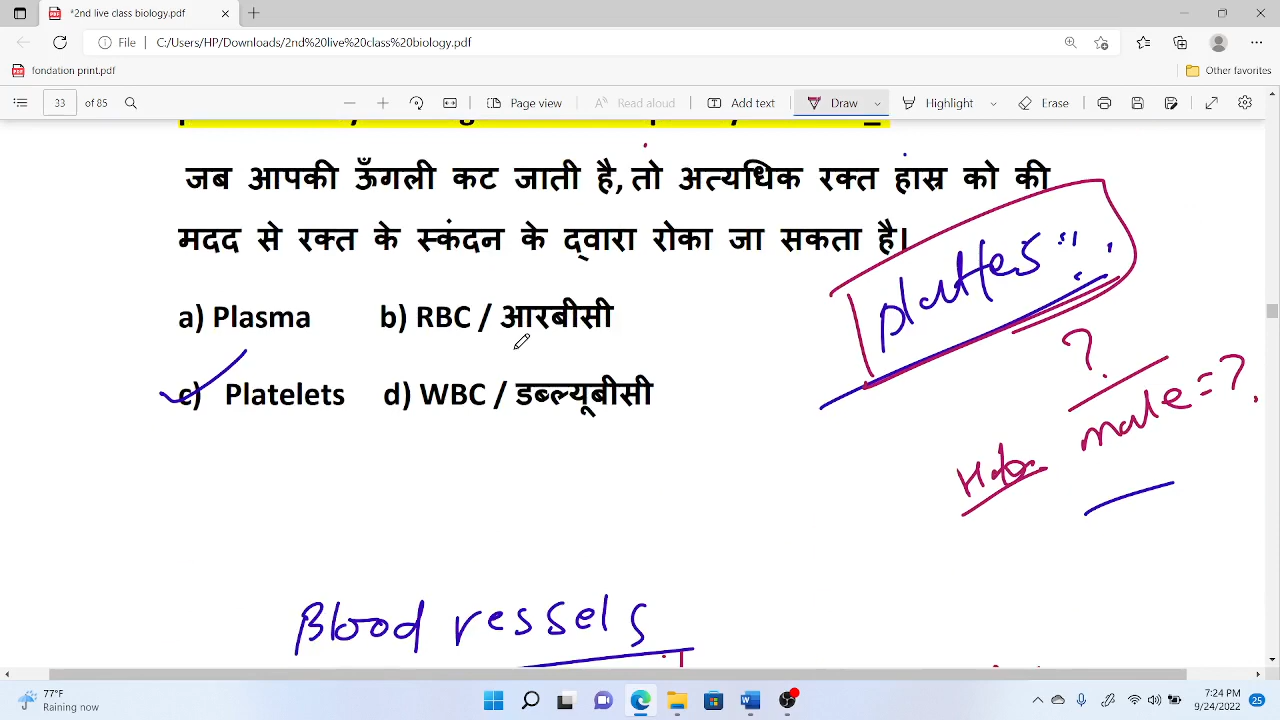 *2nd live class biology.pdf
File C:/Users/HP/Downloads/2nd%20live%20class%20biology.pdf
fondation print.pdf
Other favorites
33 of 85
Page view
Read aloud
Add text
Draw
Highlight
Erase
जब आपकी ऊँगली कट जाती है, तो अत्यधिक रक्त ह्रास को की
मदद से रक्त के स्कंदन के द्वारा रोका जा सकता है।
a) Plasma b) RBC / आरबीसी
c) Platelets d) WBC / डब्ल्यूबीसी
?
male = ?
Blood vessels
77°F
Raining now
7:24 PM
9/24/2022
25